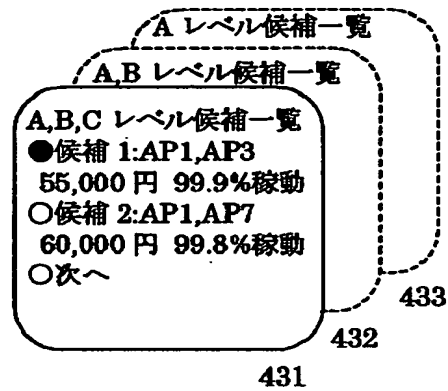 A レベル候補一覧
A,B レベル候補一覧
A,B,C レベル候補一覧
●候補 1:AP1,AP3
55,000 円 99.9%稼動
○候補 2:AP1,AP7
60,000 円 99.8%稼動
○次へ
433
432
431